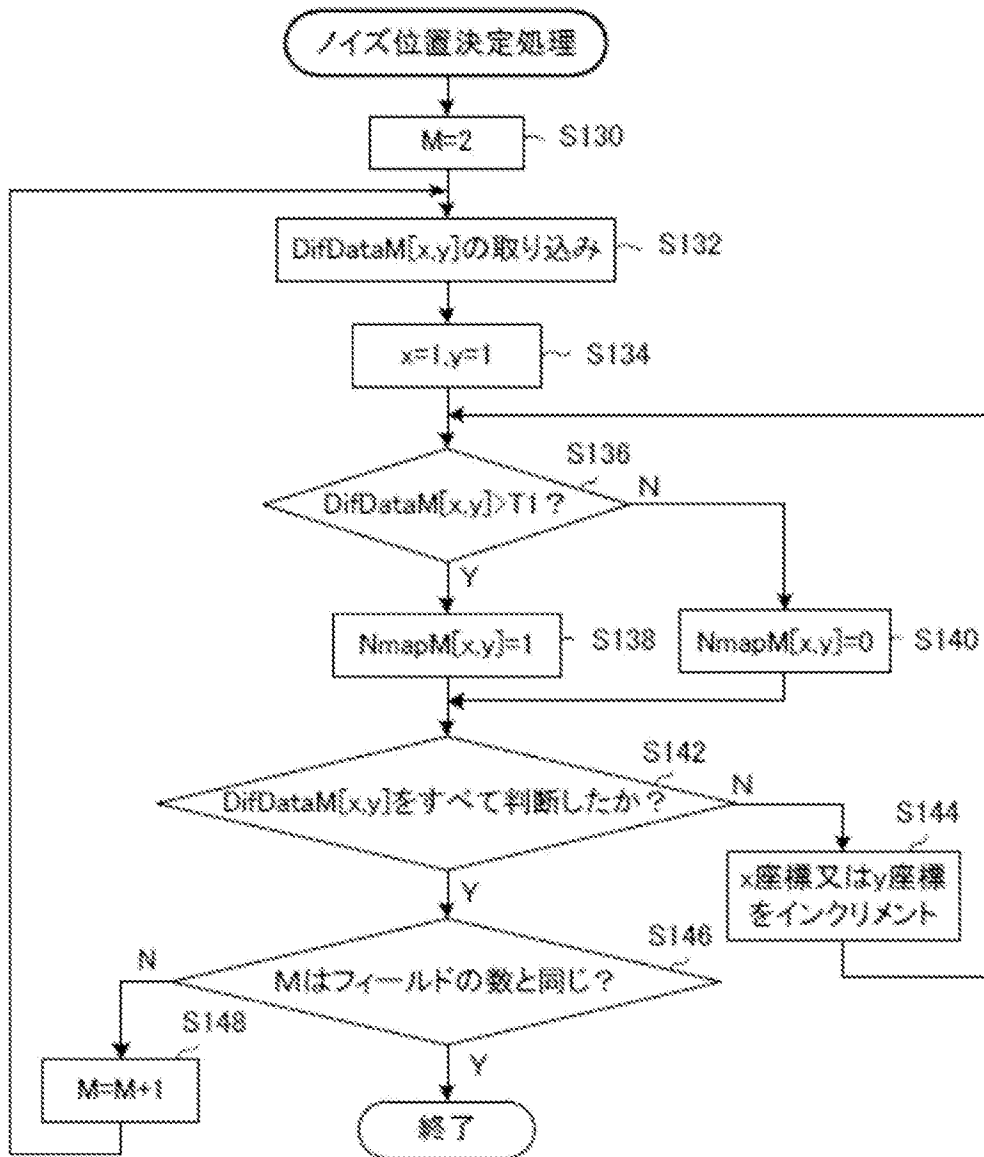 ノイズ位置決定処理
M=2
S130
DifDataM[x,y]の取り込み
S132
x=1,y=1
S134
S136
DifDataM[x,y]>T1?
N
Y
NmapM[x,y]=1
S138
NmapM[x,y]=0
S140
S142
DifDataM[x,y]をすべて判断したか?
N
Y
S144
x座標又はy座標
をインクリメント
S146
Mはフィールドの数と同じ?
N
Y
S148
M=M+1
終了